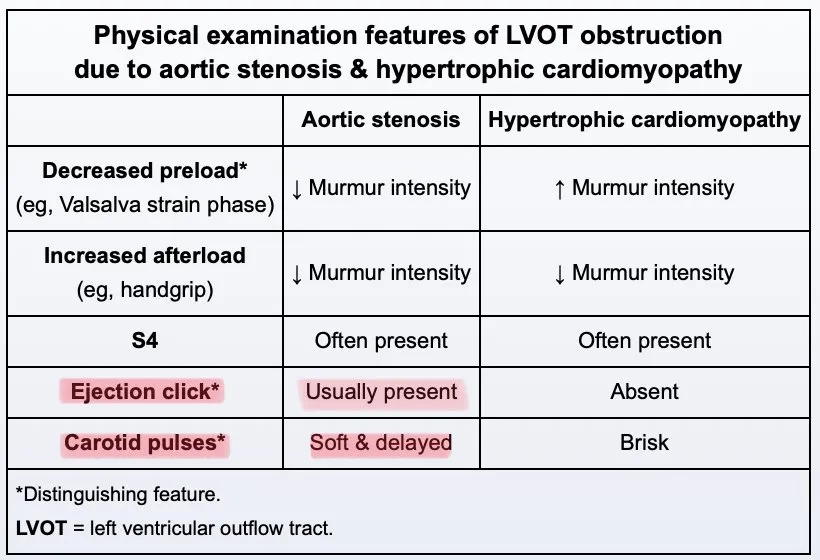 Physical examination features of LVOT obstruction
due to aortic stenosis & hypertrophic cardiomyopathy
Aortic stenosis Hypertrophic cardiomyopathy
Decreased preload*
(eg, Valsalva strain phase)
↓ Murmur intensity ↑ Murmur intensity
Increased afterload
(eg, handgrip)
↓ Murmur intensity ↓ Murmur intensity
S4 Often present Often present
Ejection click* Usually present Absent
Carotid pulses* Soft & delayed Brisk
*Distinguishing feature.
LVOT = left ventricular outflow tract.